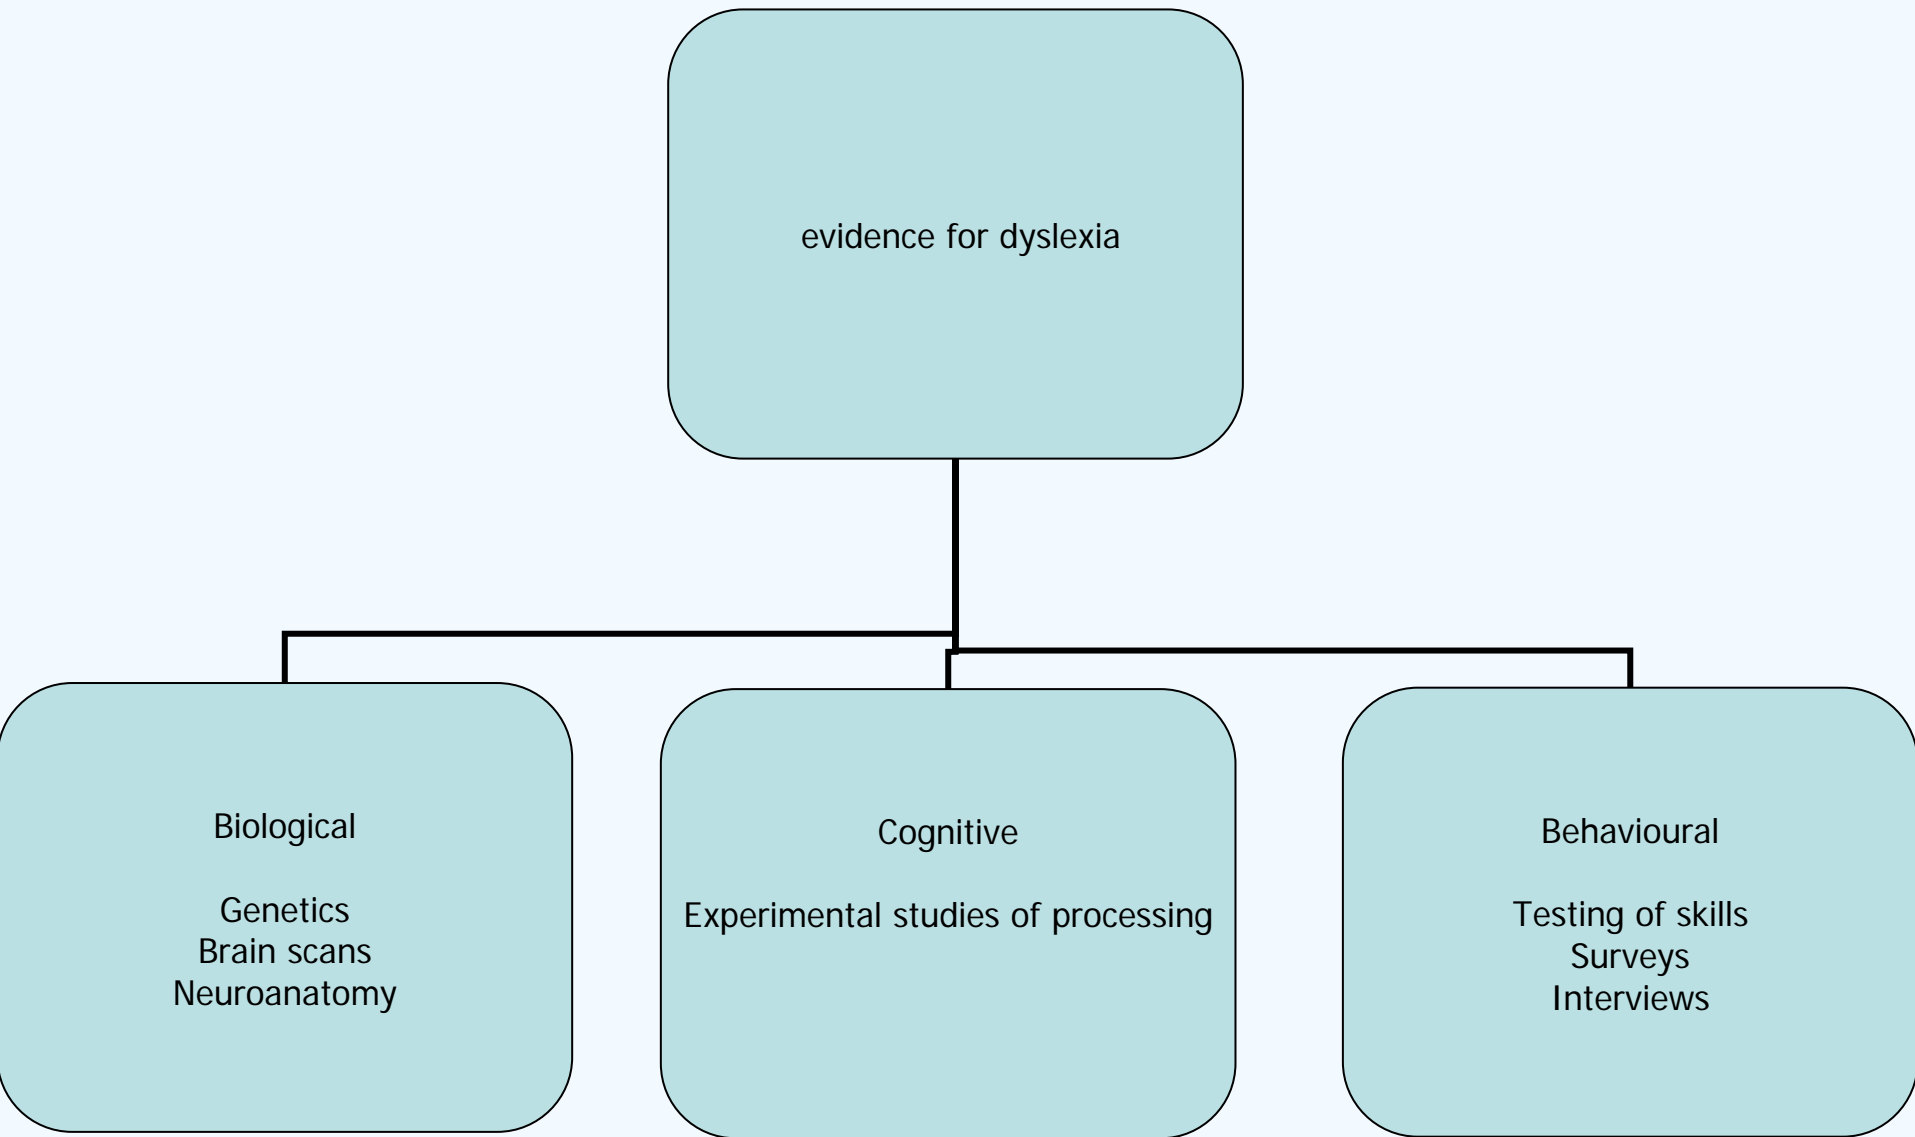 evidence for dyslexia
Biological
Genetics
Brain scans
Neuroanatomy
Cognitive
Experimental studies of processing
Behavioural
Testing of skills
Surveys
Interviews